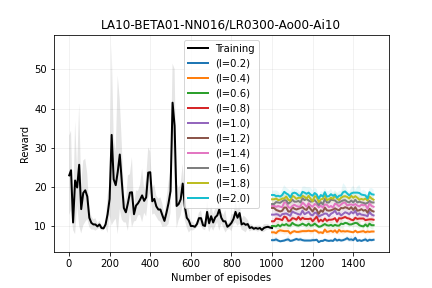 LA10-BETA01-NN016/LR0300-Ao00-Ai10
Reward
50
40
30
20
10
Training
(l=0.2)
(l=0.4)
(l=0.6)
(l=0.8)
(l=1.0)
(l=1.2)
(l=1.4)
(l=1.6)
(l=1.8)
(l=2.0)
0 200 400 600 800 1000 1200 1400
Number of episodes